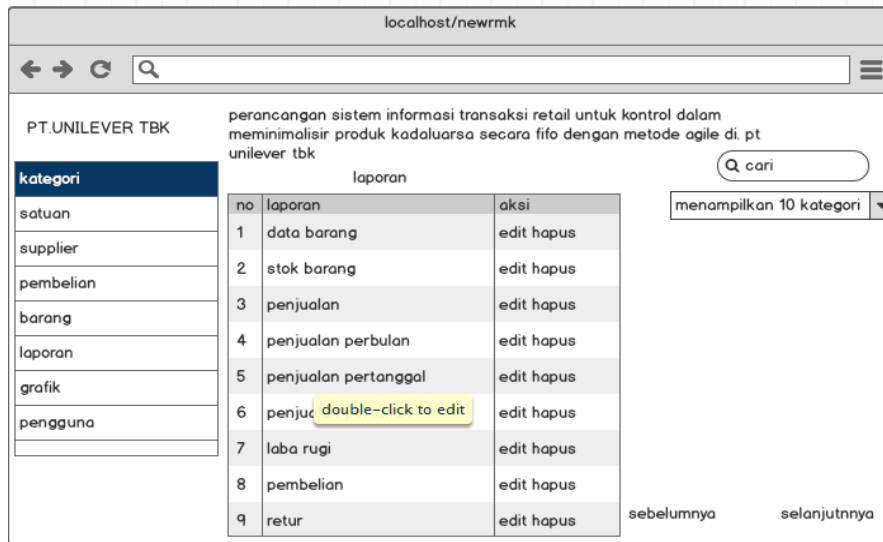 localhost/newrmk
PT.UNILEVER TBK
perancangan sistem informasi transaksi retail untuk kontrol dalam
meminimalisir produk kadaluarsa secara fifo dengan metode agile di. pt
unilever tbk
cari
laporan
menampilkan 10 kategori
kategori
satuan
supplier
pembelian
barang
laporan
grafik
pengguna
no laporan aksi
1 data barang edit hapus
2 stok barang edit hapus
3 penjualan edit hapus
4 penjualan perbulan edit hapus
5 penjualan pertanggal edit hapus
6 edit hapus
double-click to edit
7 laba rugi edit hapus
8 pembelian edit hapus
9 retur edit hapus
sebelumnya selanjutnnya